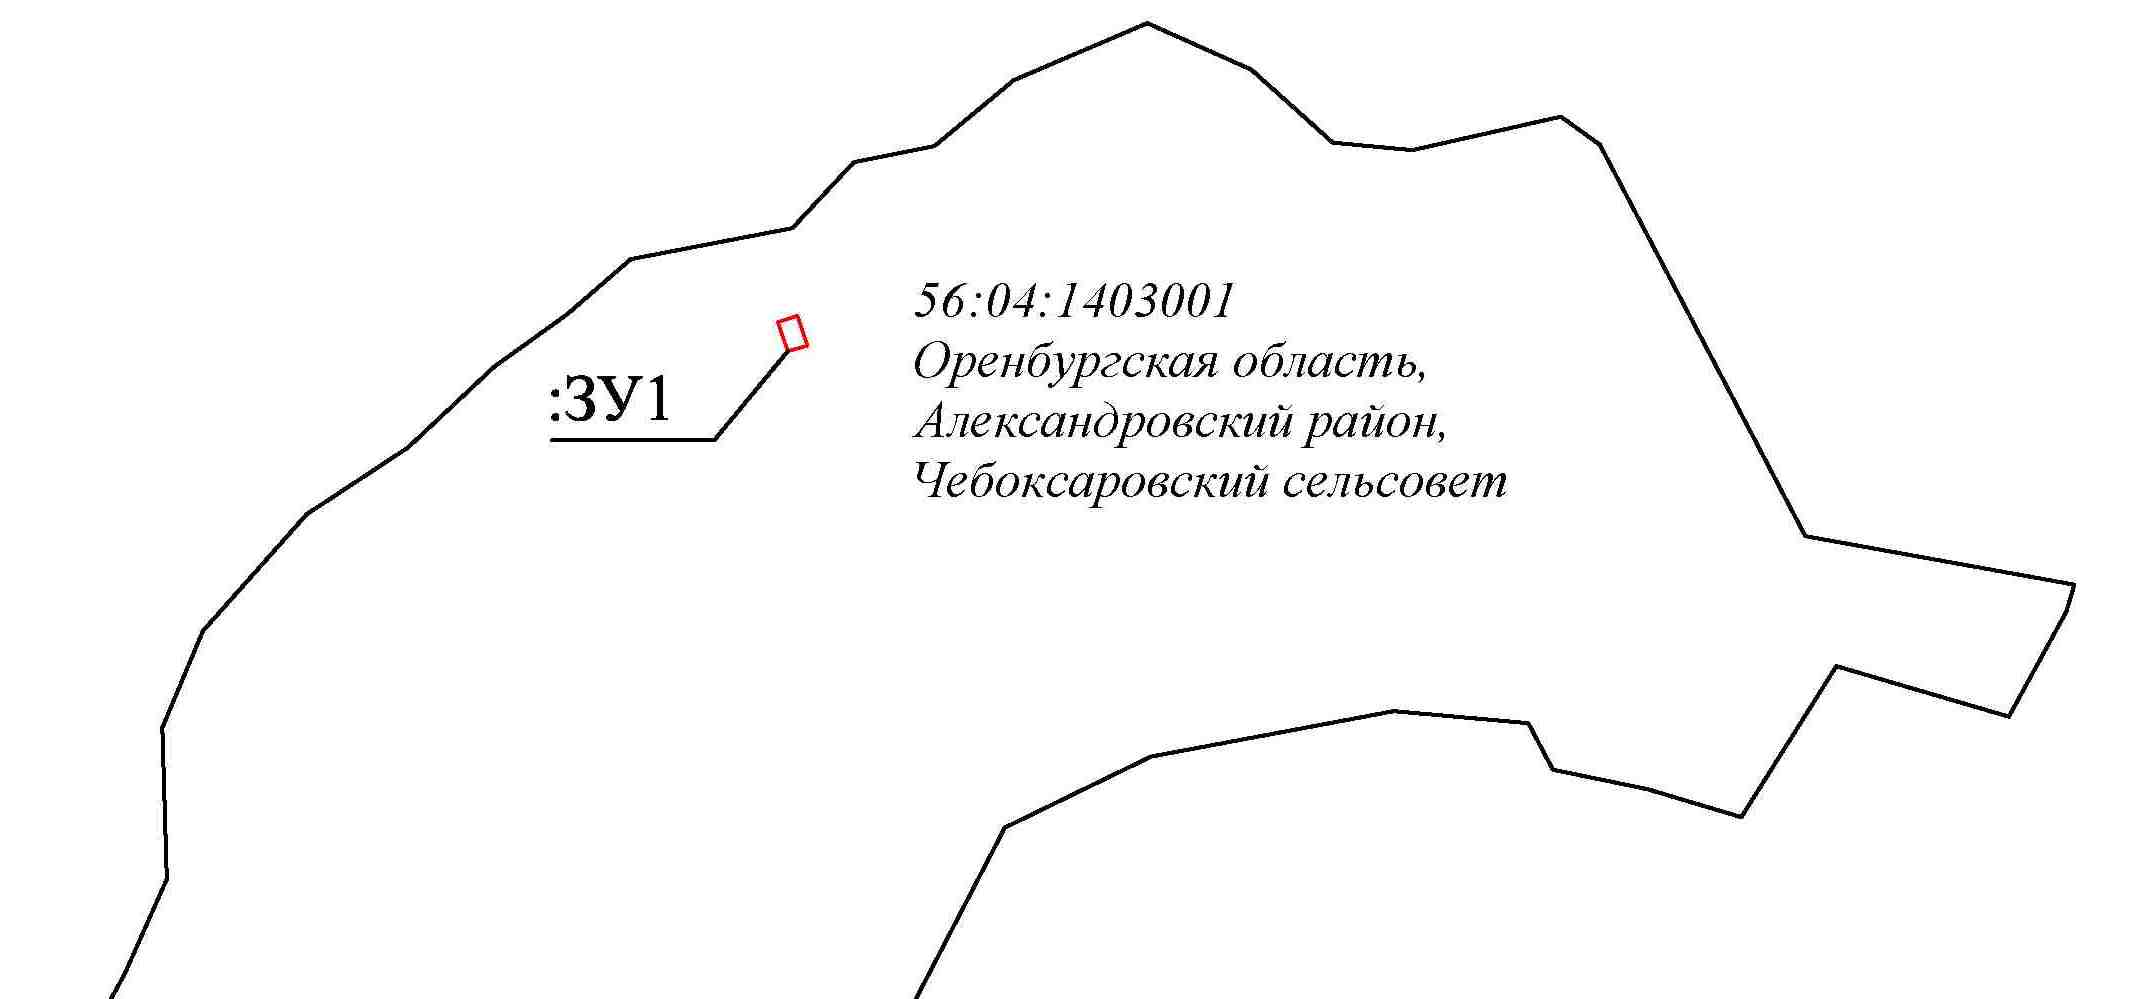 56:04:1403001
Оренбургская область,
:ЗУ1
Александровский район,
Чебоксаровский сельсовет